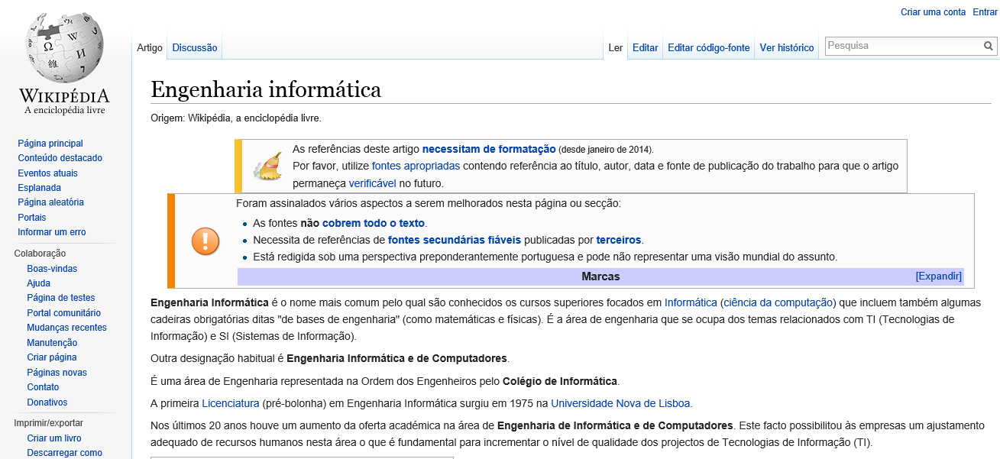 Criar uma conta Entrar
Artigo Discussão Ler Editar Editar código-fonte Ver histórico Pesquisa
WIKIPÉDIA
A enciclopédia livre
Página principal
Conteúdo destacado
Eventos atuais
Esplanada
Página aleatória
Portais
Informar um erro
Colaboração
Boas-vindas
Ajuda
Página de testes
Portal comunitário
Mudanças recentes
Manutenção
Criar página
Páginas novas
Contato
Donativos
Imprimir/exportar
Criar um livro
Descarregar como
Engenharia informática
Origem: Wikipédia, a enciclopédia livre.
As referências deste artigo necessitam de formatação (desde janeiro de 2014).
Por favor, utilize fontes apropriadas contendo referência ao título, autor, data e fonte de publicação do trabalho para que o artigo
permaneça verificável no futuro.
Foram assinalados vários aspectos a serem melhorados nesta página ou secção:
As fontes não cobrem todo o texto.
Necessita de referências de fontes secundárias fiáveis publicadas por terceiros.
Está redigida sob uma perspectiva preponderantemente portuguesa e pode não representar uma visão mundial do assunto.
Marcas [Expandir]
Engenharia Informática é o nome mais comum pelo qual são conhecidos os cursos superiores focados em Informática (ciência da computação) que incluem também algumas
cadeiras obrigatórias ditas "de bases de engenharia" (como matemáticas e físicas). É a área de engenharia que se ocupa dos temas relacionados com TI (Tecnologias de
Informação) e SI (Sistemas de Informação).
Outra designação habitual é Engenharia Informática e de Computadores.
É uma área de Engenharia representada na Ordem dos Engenheiros pelo Colégio de Informática.
A primeira Licenciatura (pré-bolonha) em Engenharia Informática surgiu em 1975 na Universidade Nova de Lisboa.
Nos últimos 20 anos houve um aumento da oferta académica na área de Engenharia de Informática e de Computadores. Este facto possibilitou às empresas um ajustamento
adequado de recursos humanos nesta área o que é fundamental para incrementar o nível de qualidade dos projectos de Tecnologias de Informação (TI).